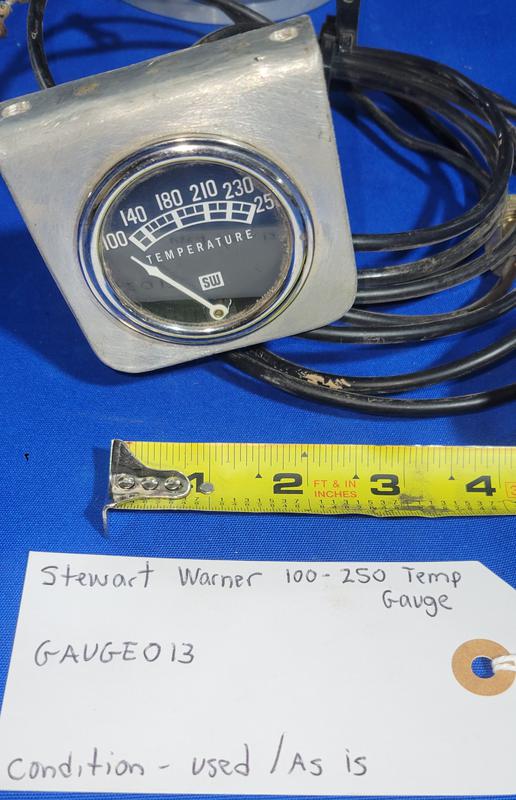 100 140 180 210 230 25
TEMPERATURE
SW
1 2 FT & IN 3 4
INCHES
Stewart Warner 100-250 Temp
Gauge
GAUGE013
Condition - used / As is